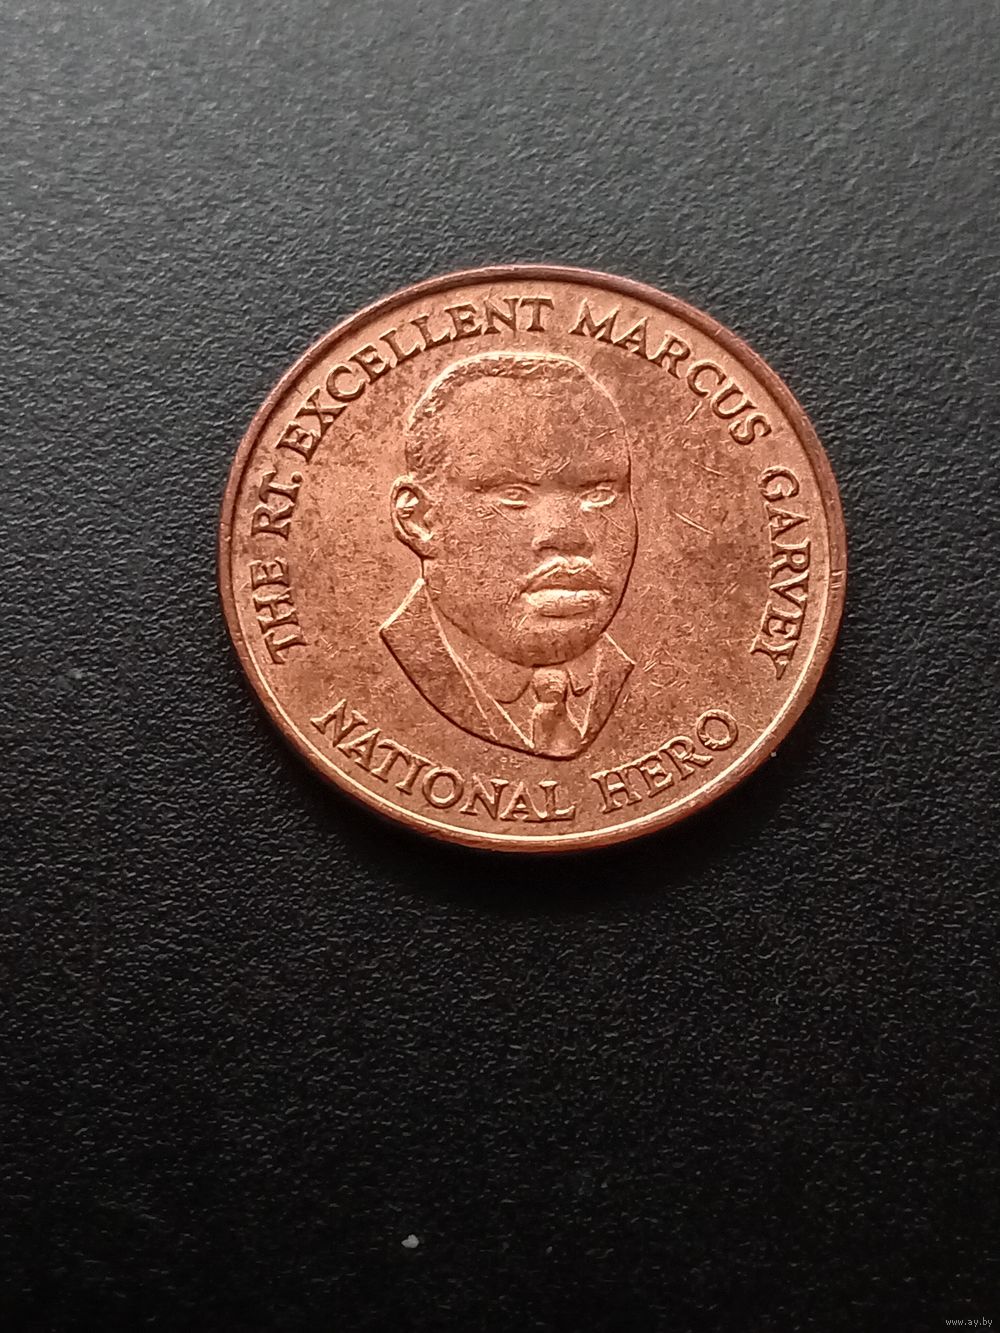 THE RT. EXCELLENT MARCUS GARVEY
NATIONAL HERO
www.ay.by